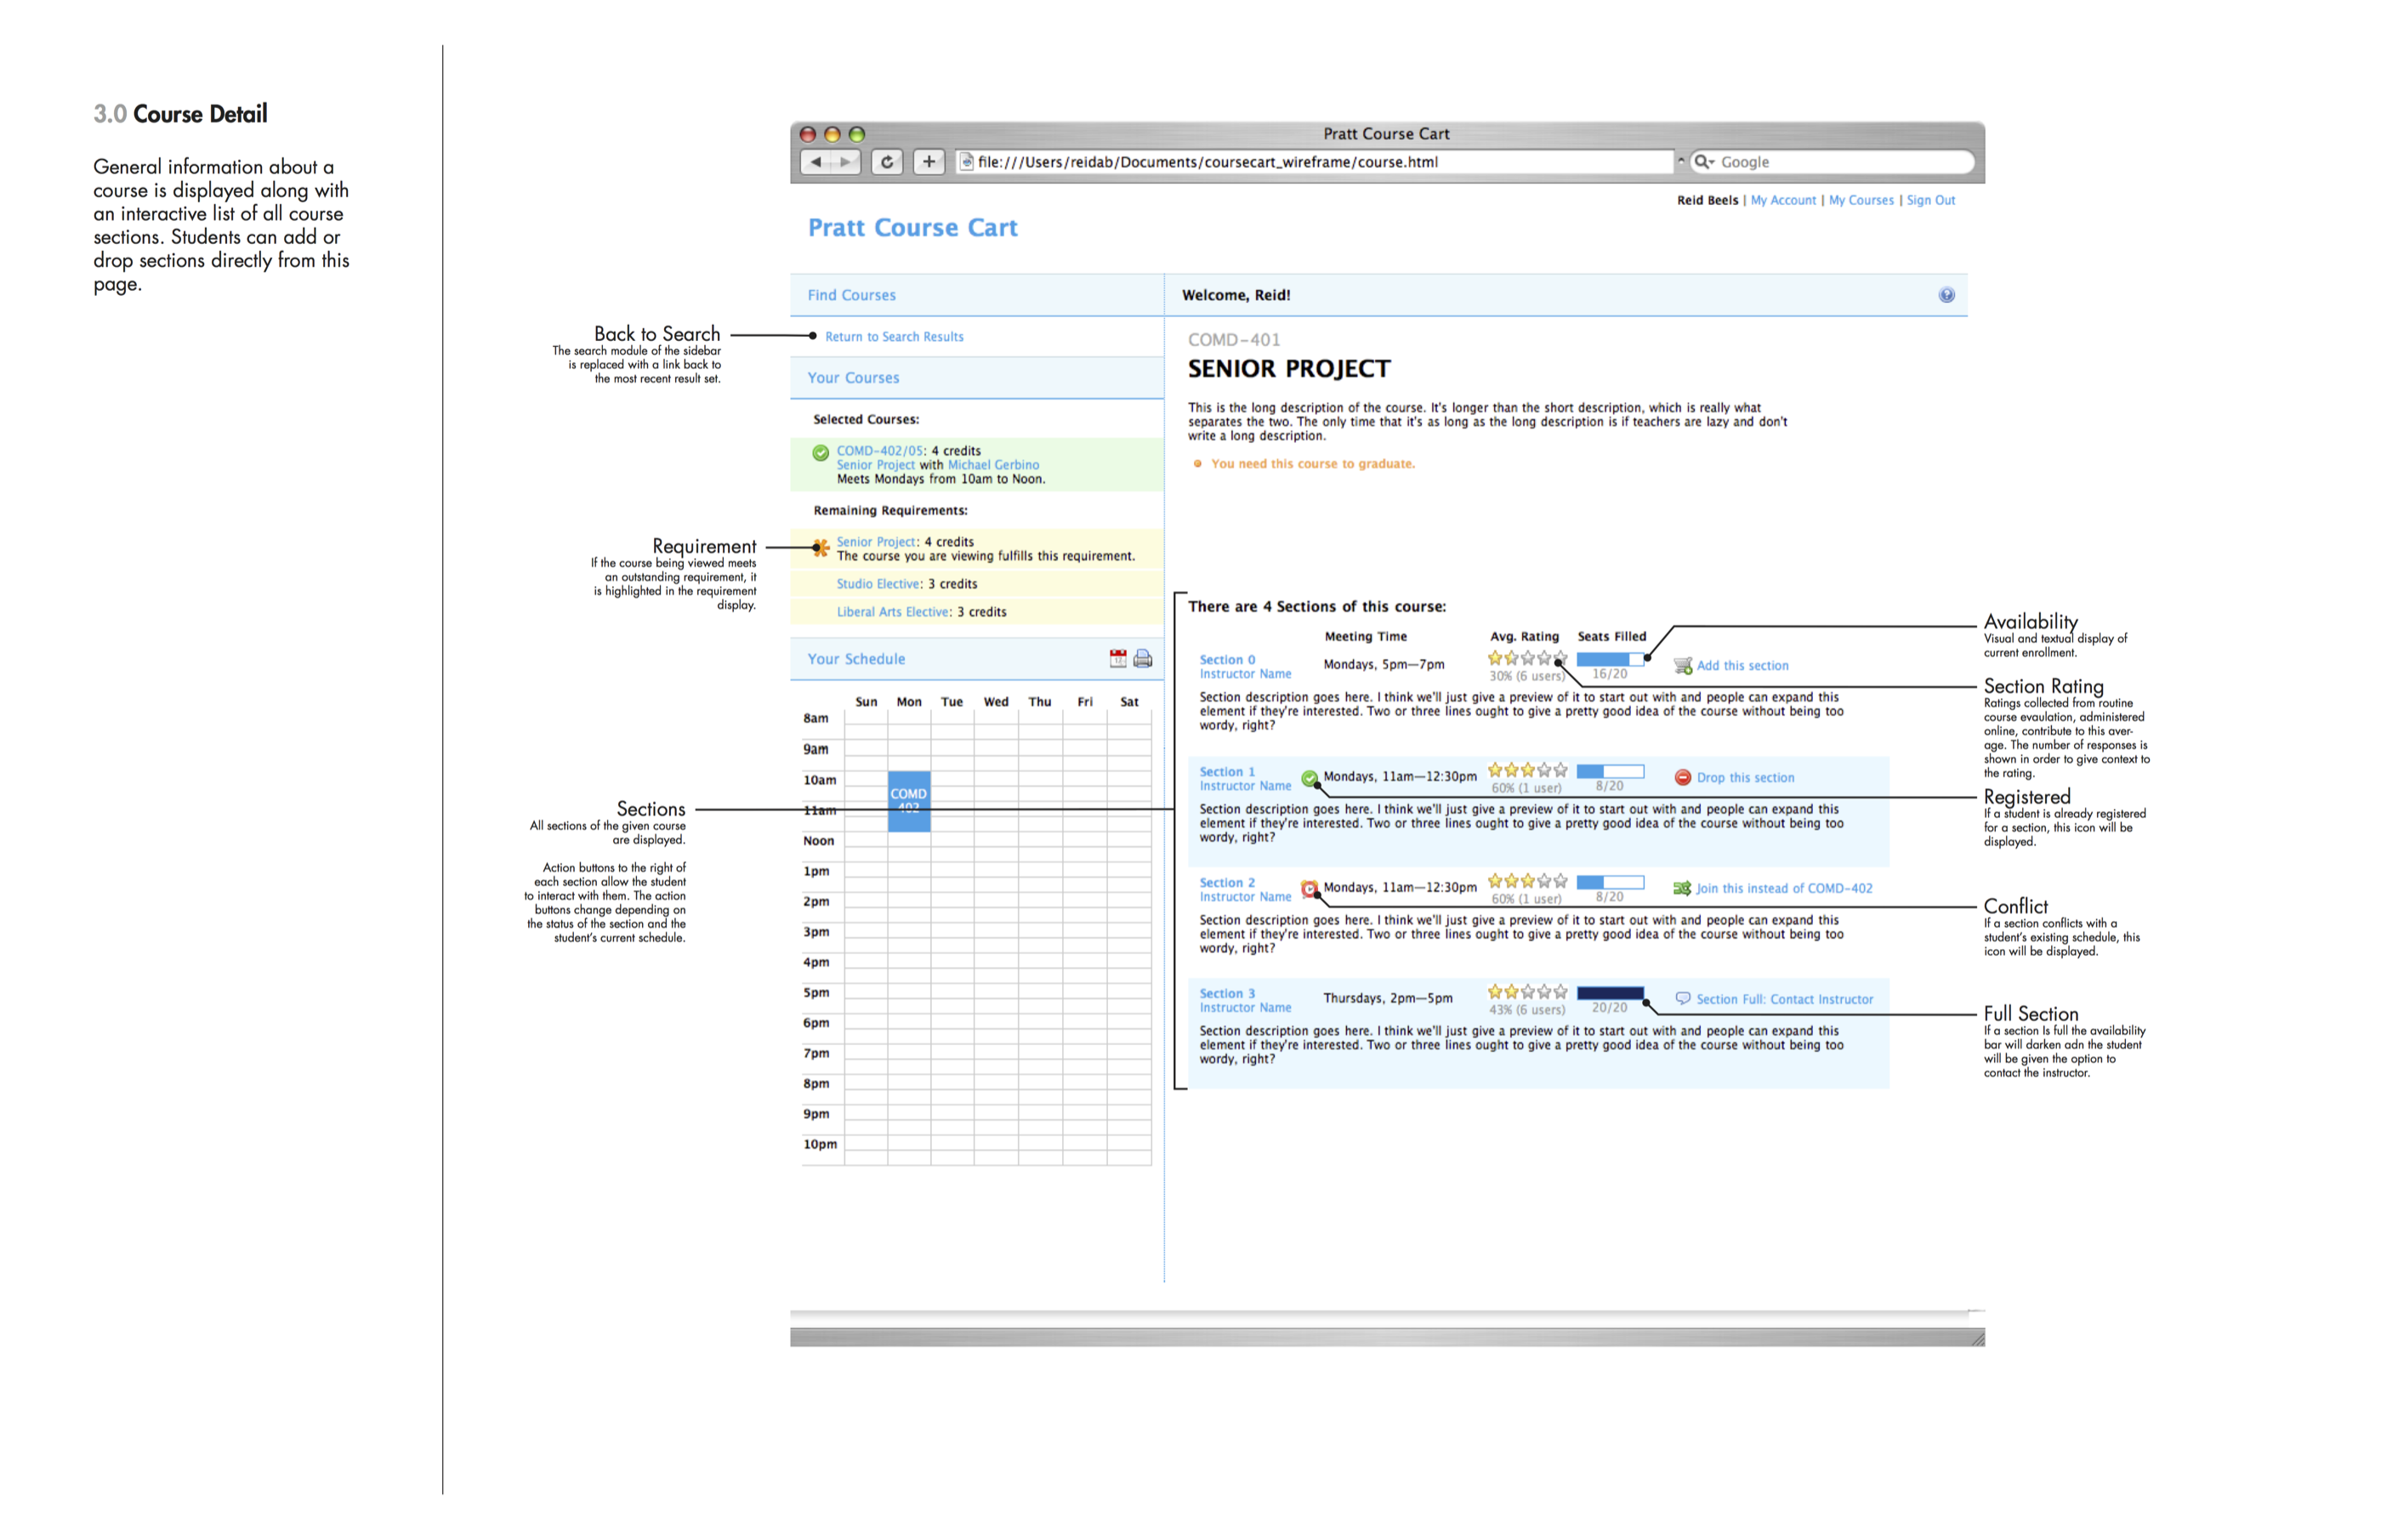 3.0 Course Detail
General information about a
course is displayed along with
an interactive list of all course
sections. Students can add or
drop sections directly from this
page.
Pratt Course Cart
file:///Users/reidab/Documents/coursecart_wireframe/course.html
Google
Reid Beels | My Account | My Courses | Sign Out
Pratt Course Cart
Find Courses
Welcome, Reid!
Back to Search
The search module of the sidebar
is replaced with a link back to
the most recent result set.
Return to Search Results
Your Courses
Selected Courses:
COMD-402/05: 4 credits
Senior Project with Michael Gerbino
Meets Mondays from 10am to Noon.
Remaining Requirements:
Requirement
If the course being viewed meets
an outstanding requirement, it
is highlighted in the requirement
display.
Senior Project: 4 credits
The course you are viewing fulfills this requirement.
Studio Elective: 3 credits
Liberal Arts Elective: 3 credits
Your Schedule
Sun Mon Tue Wed Thu Fri Sat
8am
9am
10am
COMD
402
11am
Noon
1pm
2pm
3pm
4pm
5pm
6pm
7pm
8pm
9pm
10pm
Sections
All sections of the given course
are displayed.
Action buttons to the right of
each section allow the student
to interact with them. The action
buttons change depending on
the status of the section and the
student's current schedule.
COMD-401
SENIOR PROJECT
This is the long description of the course. It's longer than the short description, which is really what
separates the two. The only time that it's as long as the long description is if teachers are lazy and don't
write a long description.
You need this course to graduate.
There are 4 Sections of this course:
Meeting Time Avg. Rating Seats Filled
Section 0
Instructor Name
Mondays, 5pm—7pm
30% (6 users)
16/20
Add this section
Section description goes here. I think we'll just give a preview of it to start out with and people can expand this
element if they're interested. Two or three lines ought to give a pretty good idea of the course without being too
wordy, right?
Section 1
Instructor Name
Mondays, 11am—12:30pm
60% (1 user)
8/20
Drop this section
Section description goes here. I think we'll just give a preview of it to start out with and people can expand this
element if they're interested. Two or three lines ought to give a pretty good idea of the course without being too
wordy, right?
Section 2
Instructor Name
Mondays, 11am—12:30pm
60% (1 user)
8/20
Join this instead of COMD-402
Section description goes here. I think we'll just give a preview of it to start out with and people can expand this
element if they're interested. Two or three lines ought to give a pretty good idea of the course without being too
wordy, right?
Section 3
Instructor Name
Thursdays, 2pm—5pm
43% (6 users)
20/20
Section Full: Contact Instructor
Section description goes here. I think we'll just give a preview of it to start out with and people can expand this
element if they're interested. Two or three lines ought to give a pretty good idea of the course without being too
wordy, right?
Availability
Visual and textual display of
current enrollment.
Section Rating
Ratings collected from routine
course evaulation, administered
online, contribute to this aver-
age. The number of responses is
shown in order to give context to
the rating.
Registered
If a student is already registered
for a section, this icon will be
displayed.
Conflict
If a section conflicts with a
student's existing schedule, this
icon will be displayed.
Full Section
If a section Is full the availability
bar will darken adn the student
will be given the option to
contact the instructor.